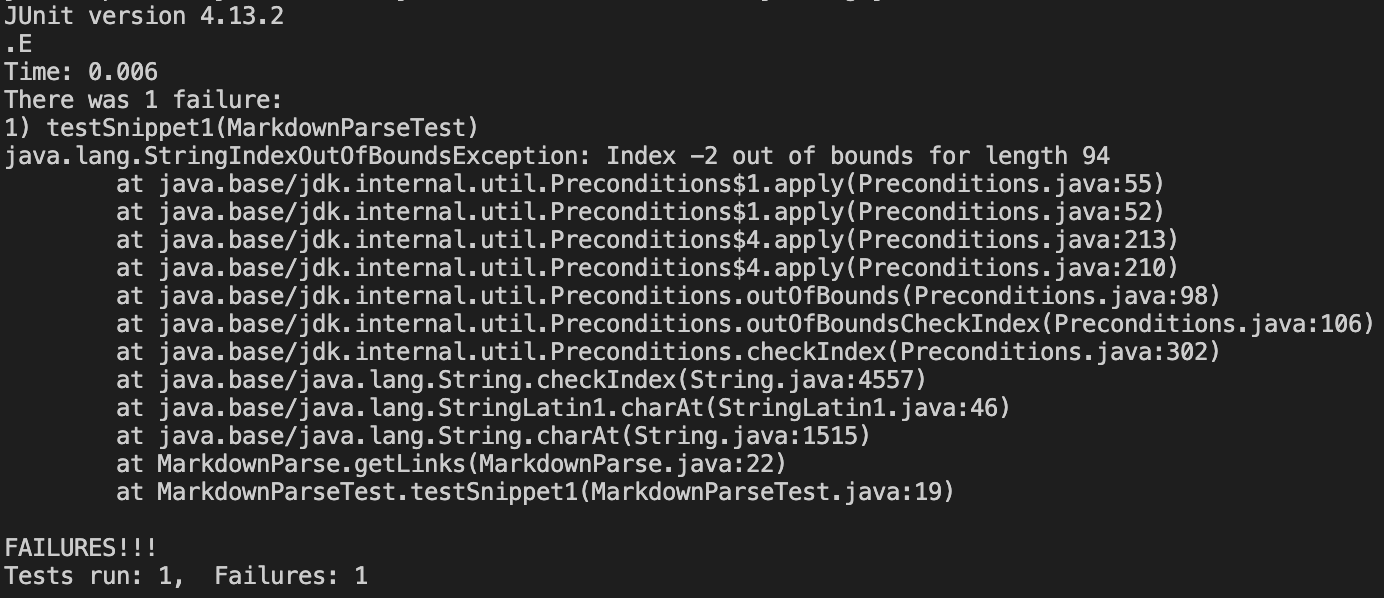 JUnit version 4.13.2
.E
Time: 0.006
There was 1 failure:
1) testSnippet1(MarkdownParseTest)
java.lang.StringIndexOutOfBoundsException: Index -2 out of bounds for length 94
        at java.base/jdk.internal.util.Preconditions$1.apply(Preconditions.java:55)
        at java.base/jdk.internal.util.Preconditions$1.apply(Preconditions.java:52)
        at java.base/jdk.internal.util.Preconditions$4.apply(Preconditions.java:213)
        at java.base/jdk.internal.util.Preconditions$4.apply(Preconditions.java:210)
        at java.base/jdk.internal.util.Preconditions.outOfBounds(Preconditions.java:98)
        at java.base/jdk.internal.util.Preconditions.outOfBoundsCheckIndex(Preconditions.java:106)
        at java.base/jdk.internal.util.Preconditions.checkIndex(Preconditions.java:302)
        at java.base/java.lang.String.checkIndex(String.java:4557)
        at java.base/java.lang.StringLatin1.charAt(StringLatin1.java:46)
        at java.base/java.lang.String.charAt(String.java:1515)
        at MarkdownParse.getLinks(MarkdownParse.java:22)
        at MarkdownParseTest.testSnippet1(MarkdownParseTest.java:19)

FAILURES!!!
Tests run: 1,  Failures: 1